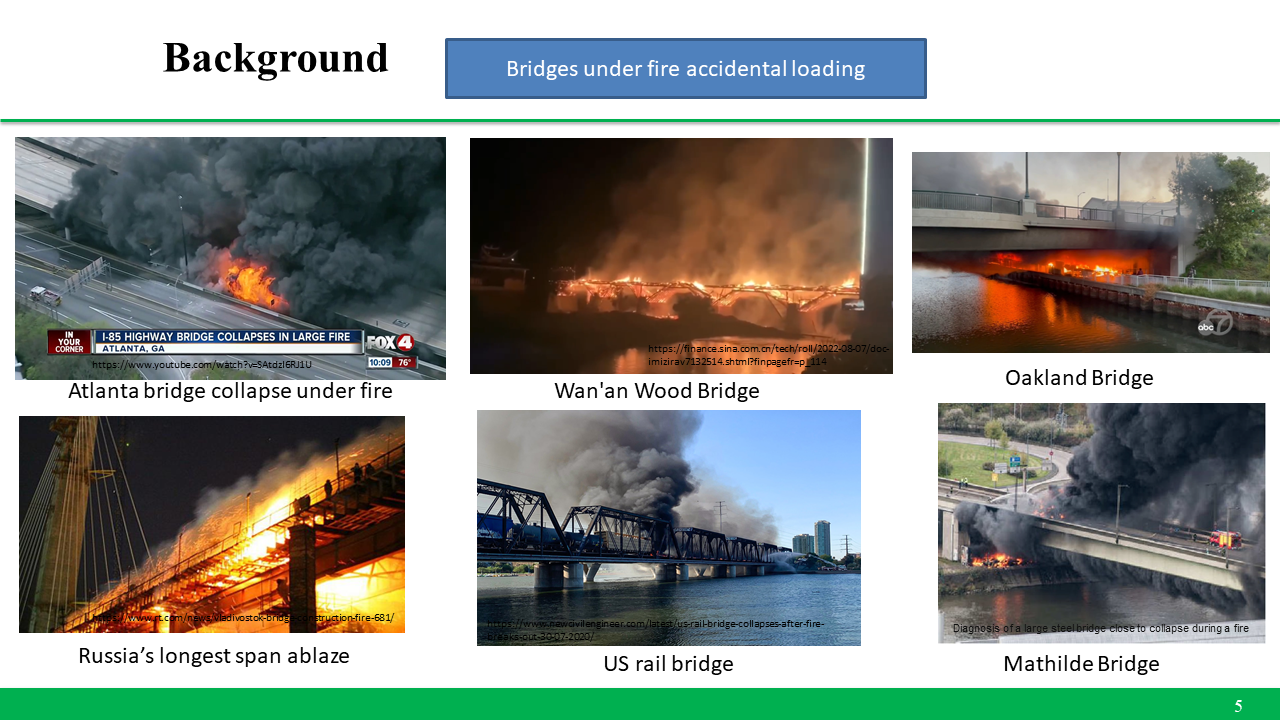 Background
Bridges under fire accidental loading
IN YOUR CORNER
I-85 HIGHWAY BRIDGE COLLAPSES IN LARGE FIRE
ATLANTA, GA
FOX 4
10:09 76°
https://www.youtube.com/watch?v=SAtdzI6RJ1U
Atlanta bridge collapse under fire
https://finance.sina.com.cn/tech/roll/2022-08-07/doc-
imizirav7132514.shtml?finpagefr=p_114
Wan'an Wood Bridge
abc 7
Oakland Bridge
https://www.rt.com/news/vladivostok-bridge-construction-fire-681/
Russia’s longest span ablaze
https://www.newcivilengineer.com/latest/us-rail-bridge-collapses-after-fire-
breaks-out-30-07-2020/
US rail bridge
Diagnosis of a large steel bridge close to collapse during a fire
Mathilde Bridge
5